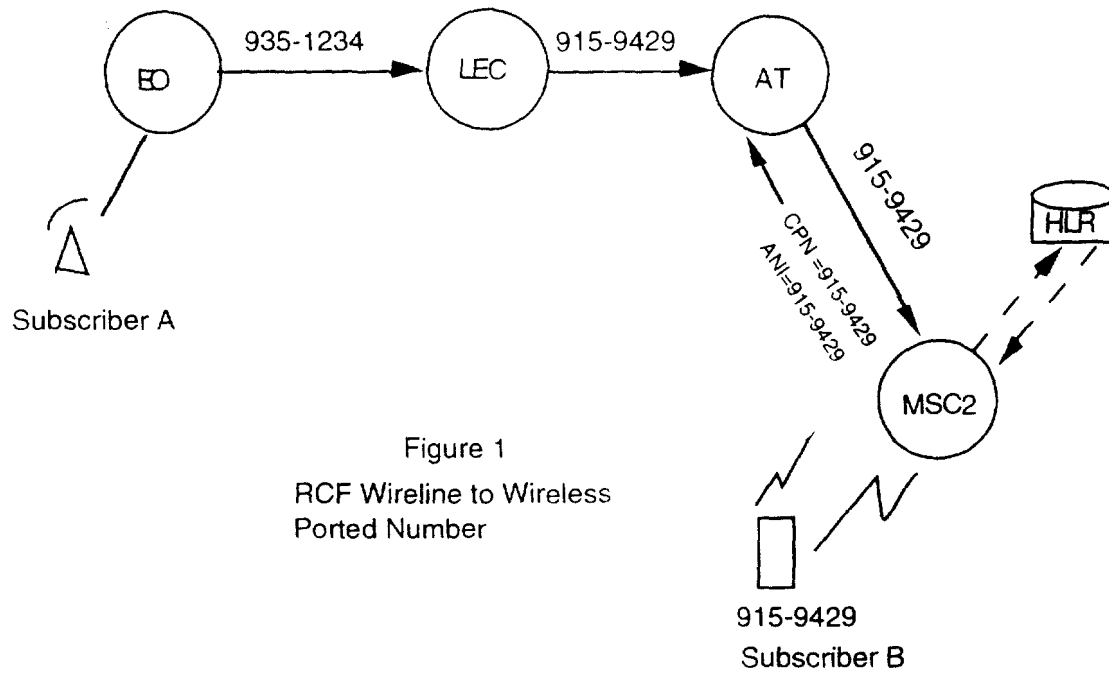 935-1234
915-9429
EO
LEC
AT
915-9429
CPN =915-9429
ANI=915-9429
HLR
Subscriber A
MSC2
Figure 1
RCF Wireline to Wireless
Ported Number
915-9429
Subscriber B